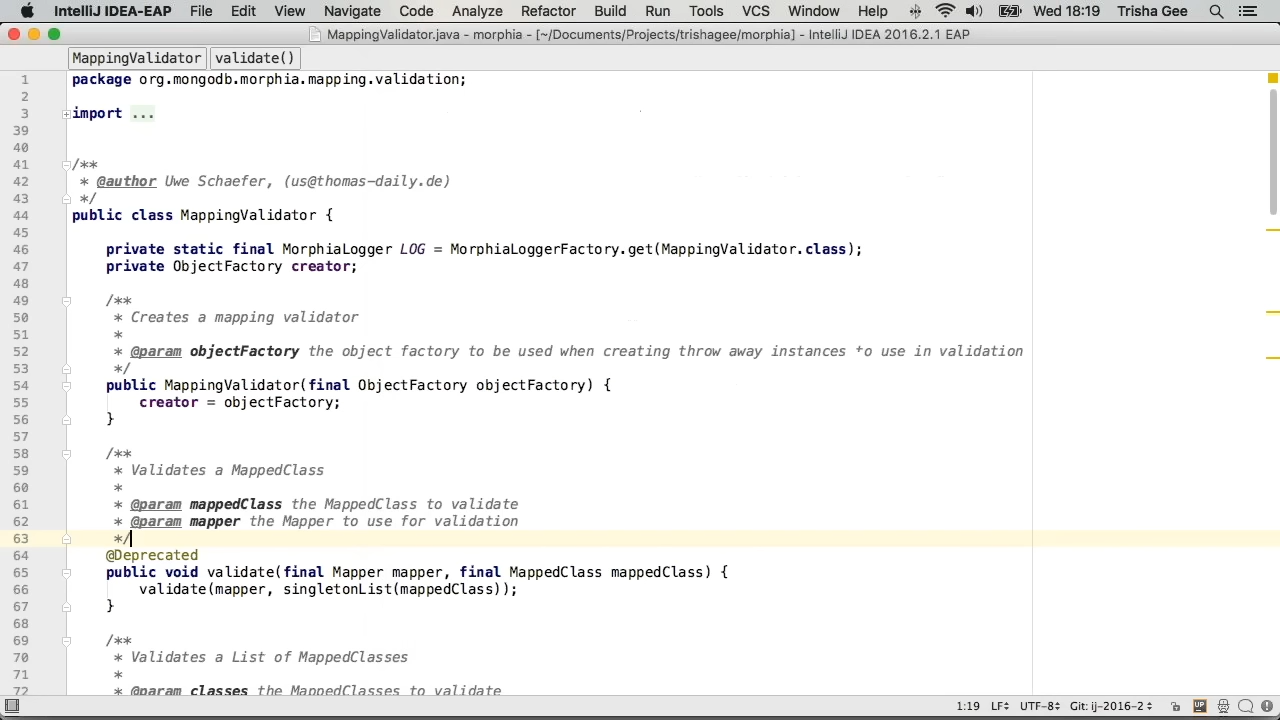 IntelliJ IDEA-EAP File Edit View Navigate Code Analyze Refactor Build Run Tools VCS Window Help Wed 18:19 Trisha Gee
MappingValidator.java - morphia - [~/Documents/Projects/trishagee/morphia] - IntelliJ IDEA 2016.2.1 EAP
MappingValidator validate()
1 package org.mongodb.morphia.mapping.validation;
2
3 import ...
39
40
41 /**
42 * @author Uwe Schaefer, (us@thomas-daily.de)
43 */
44 public class MappingValidator {
45
46 private static final MorphiaLogger LOG = MorphiaLoggerFactory.get(MappingValidator.class);
47 private ObjectFactory creator;
48
49 /**
50 * Creates a mapping validator
51 *
52 * @param objectFactory the object factory to be used when creating throw away instances to use in validation
53 */
54 public MappingValidator(final ObjectFactory objectFactory) {
55 creator = objectFactory;
56 }
57
58 /**
59 * Validates a MappedClass
60 *
61 * @param mappedClass the MappedClass to validate
62 * @param mapper the Mapper to use for validation
63 */
64 @Deprecated
65 public void validate(final Mapper mapper, final MappedClass mappedClass) {
66 validate(mapper, singletonList(mappedClass));
67 }
68
69 /**
70 * Validates a List of MappedClasses
71 *
72 * @param classes the MappedClasses to validate
1:19 LF÷ UTF-8÷ Git: ij-2016-2÷ UP